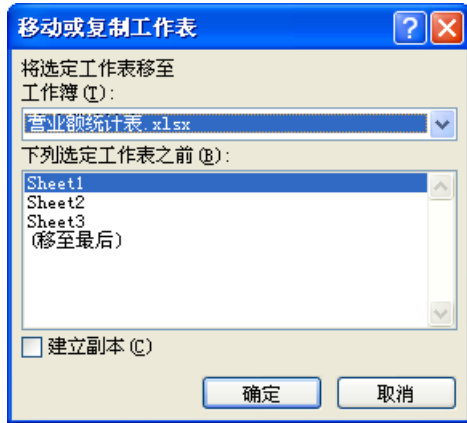 移动或复制工作表
将选定工作表移至
工作簿(T):
营业额统计表.xlsx
下列选定工作表之前(B):
Sheet1
Sheet2
Sheet3
(移至最后)
建立副本(C)
确定 取消